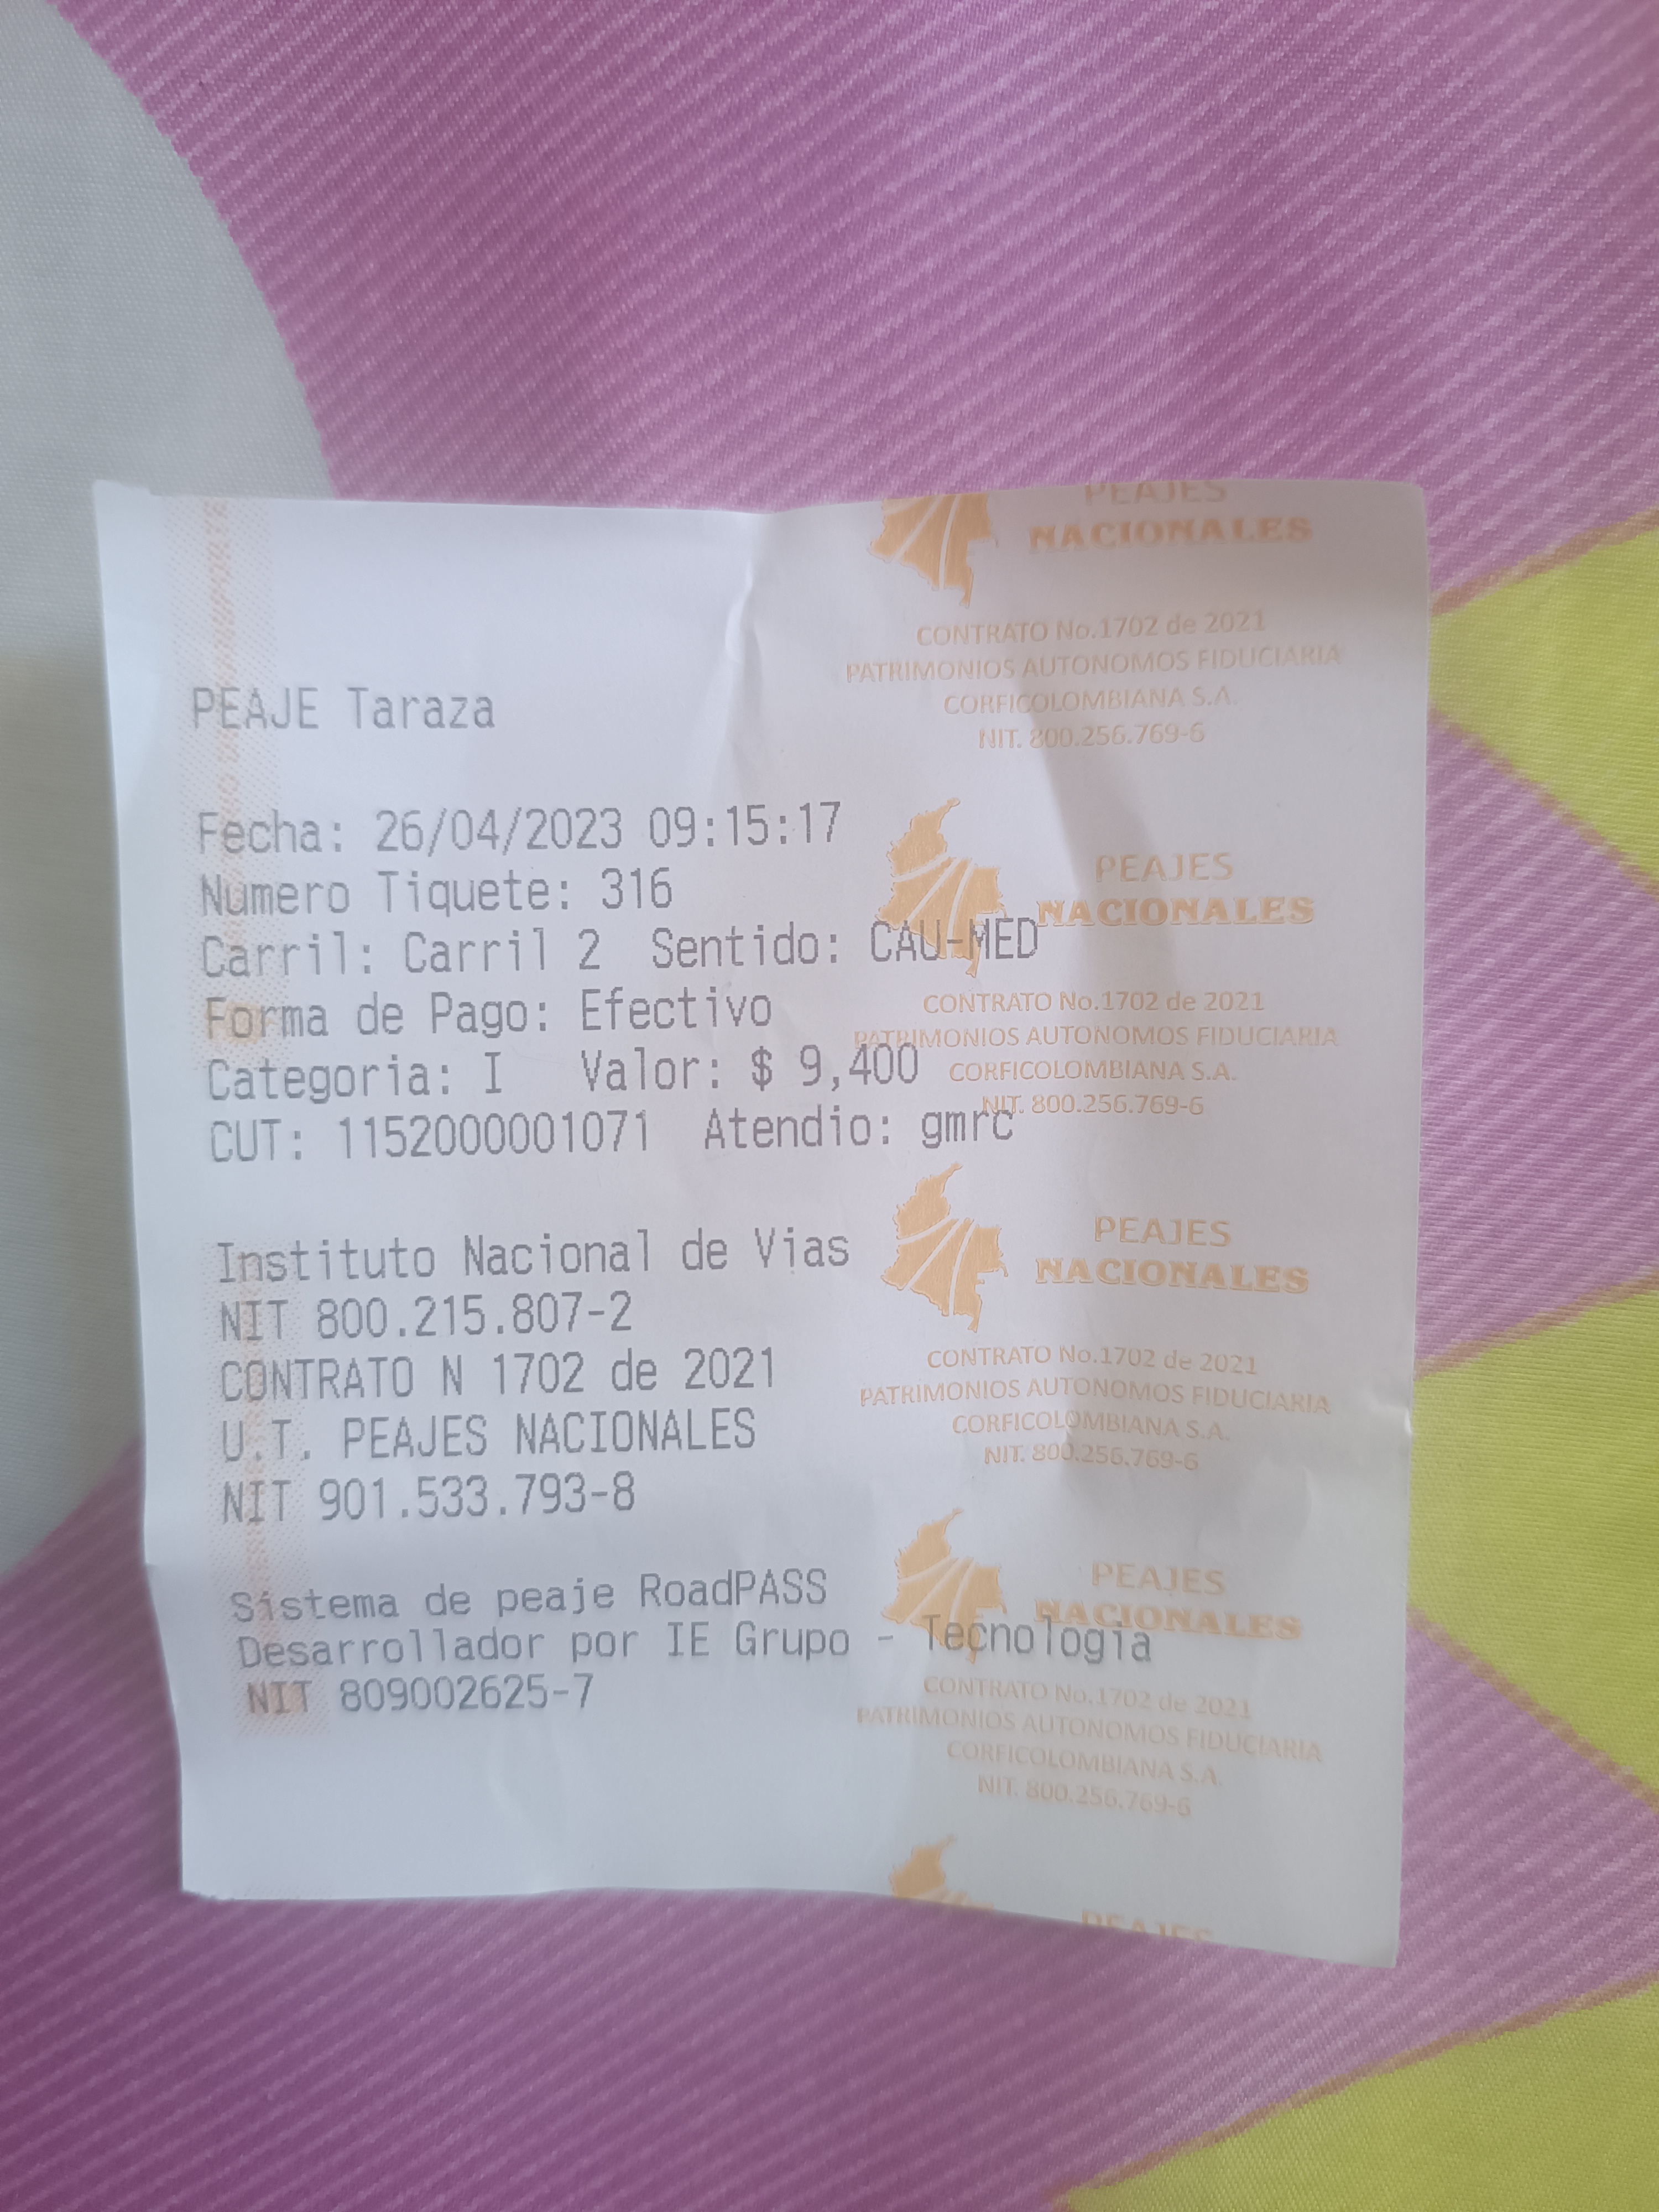 PEAJES
NACIONALES
CONTRATO No.1702 de 2021
PATRIMONIOS AUTONOMOS FIDUCIARIA
CORFICOLOMBIANA S.A.
NIT. 800.256.769-6
PEAJE Taraza
Fecha: 26/04/2023 09:15:17
Numero Tiquete: 316
Carril: Carril 2 Sentido: CAU-MED
Forma de Pago: Efectivo
Categoria: I Valor: $ 9,400
CUT: 1152000001071 Atendio: gmrc
PEAJES
NACIONALES
CONTRATO No.1702 de 2021
PATRIMONIOS AUTONOMOS FIDUCIARIA
CORFICOLOMBIANA S.A.
NIT. 800.256.769-6
Instituto Nacional de Vias
NIT 800.215.807-2
CONTRATO N 1702 de 2021
U.T. PEAJES NACIONALES
NIT 901.533.793-8
PEAJES
NACIONALES
CONTRATO No.1702 de 2021
PATRIMONIOS AUTONOMOS FIDUCIARIA
CORFICOLOMBIANA S.A.
NIT. 800.256.769-6
Sistema de peaje RoadPASS
Desarrollador por IE Grupo - Tecnologia
NIT 809002625-7
PEAJES
NACIONALES
CONTRATO No.1702 de 2021
PATRIMONIOS AUTONOMOS FIDUCIARIA
CORFICOLOMBIANA S.A.
NIT. 800.256.769-6
PEAJES